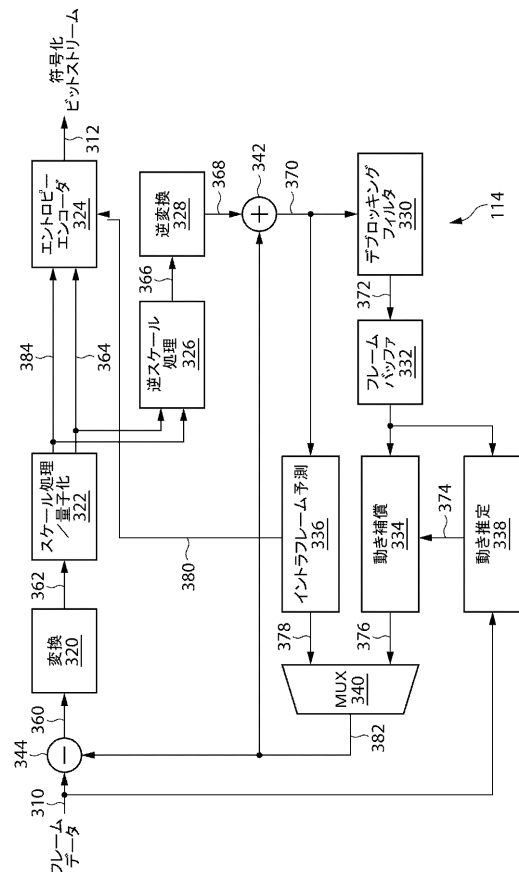 フレーム
データ
310
344
360
変換
320
362
スケール処理
/量子化
322
384
364
エントロピー
エンコーダ
324
312
符号化
ビットストリーム
逆スケール
処理
326
366
逆変換
328
368
342
370
380
イントラフレーム予測
336
378
動き補償
334
376
374
動き推定
338
MUX
340
382
フレーム
バッファ
332
372
デブロッキング
フィルタ
330
114